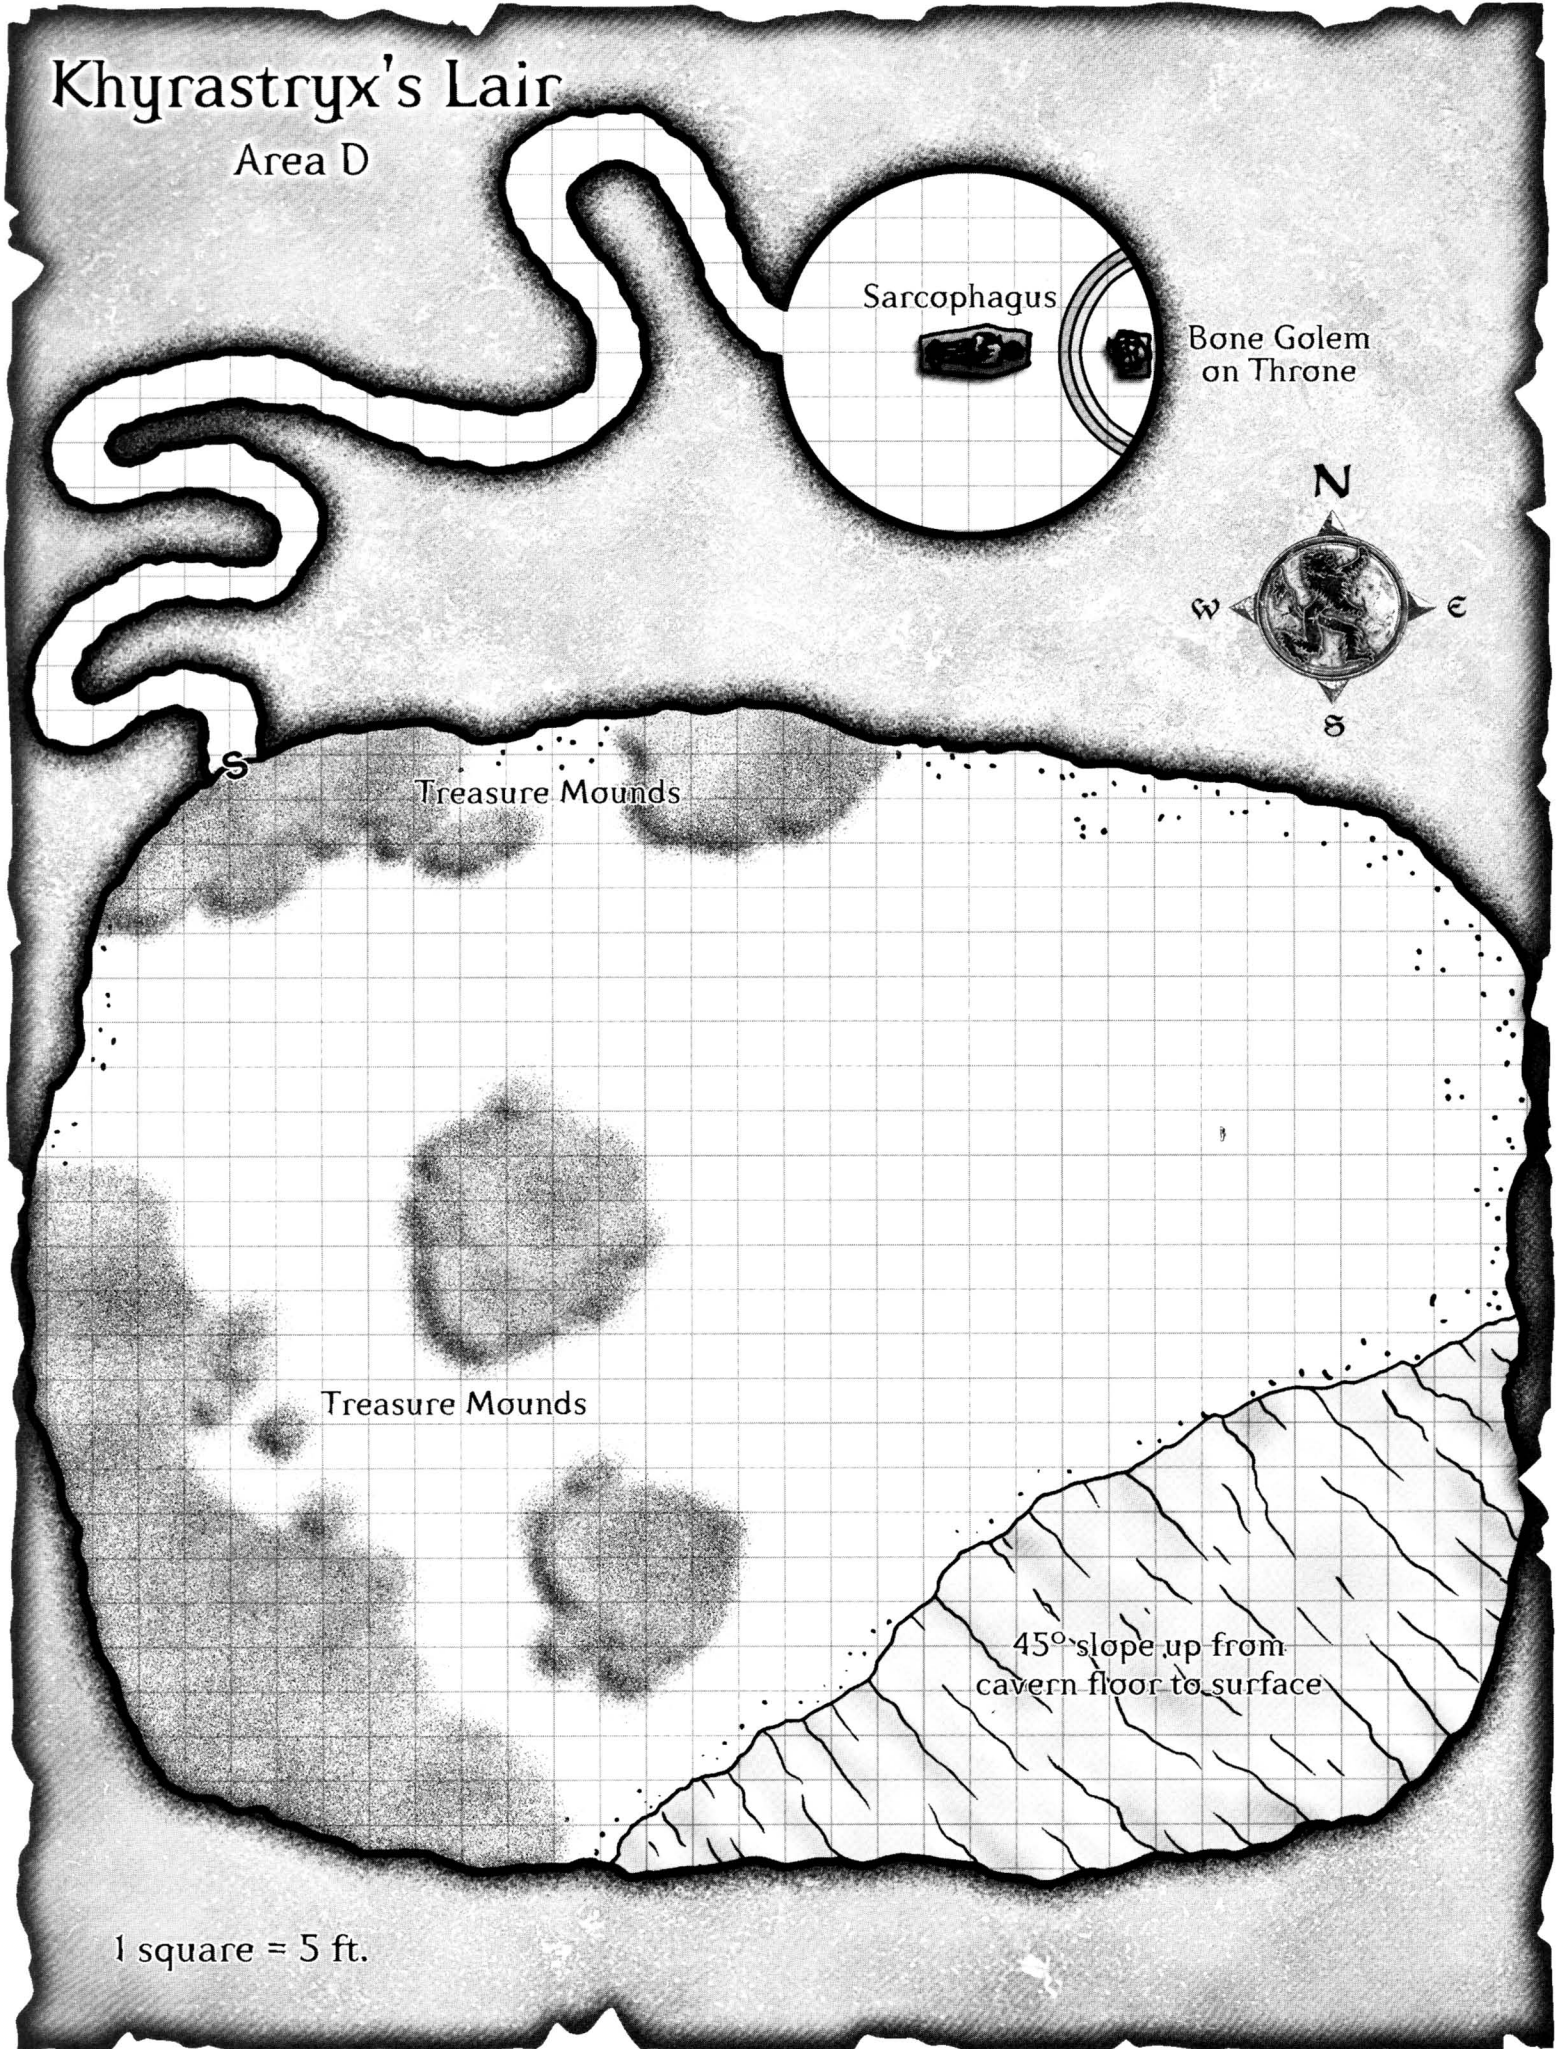 Khyrastryx's Lair
Area D
Sarcophagus
Bone Golem
on Throne
N
W
E
S
S
Treasure Mounds
Treasure Mounds
45° slope up from
cavern floor to surface
1 square = 5 ft.